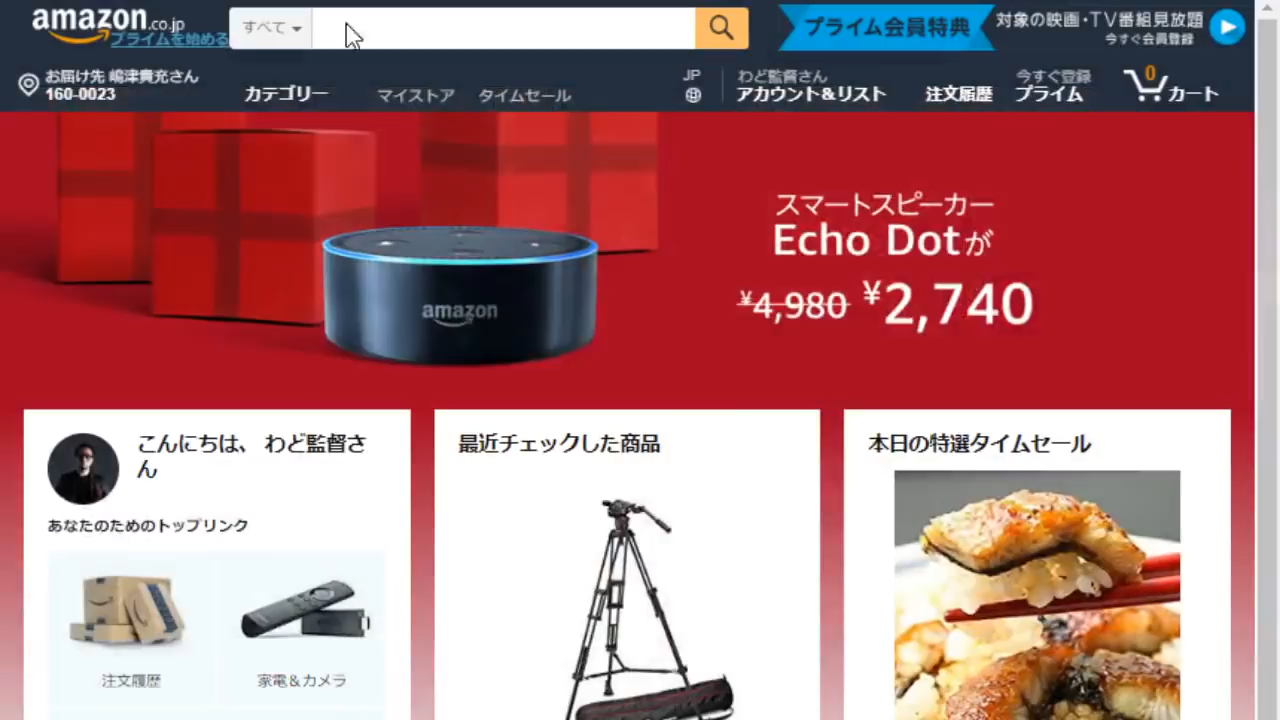 amazon.co.jp
プライムを始める
すべて
プライム会員特典
対象の映画・TV番組見放題
今すぐ会員登録
お届け先 嶋津貴充さん
160-0023
カテゴリー
マイストア
タイムセール
JP
わど監督さん
アカウント&リスト
注文履歴
今すぐ登録
プライム
0
カート
スマートスピーカー
Echo Dotが
¥4,980 ¥2,740
amazon
こんにちは、 わど監督さ
ん
あなたのためのトップリンク
注文履歴
家電&カメラ
最近チェックした商品
本日の特選タイムセール